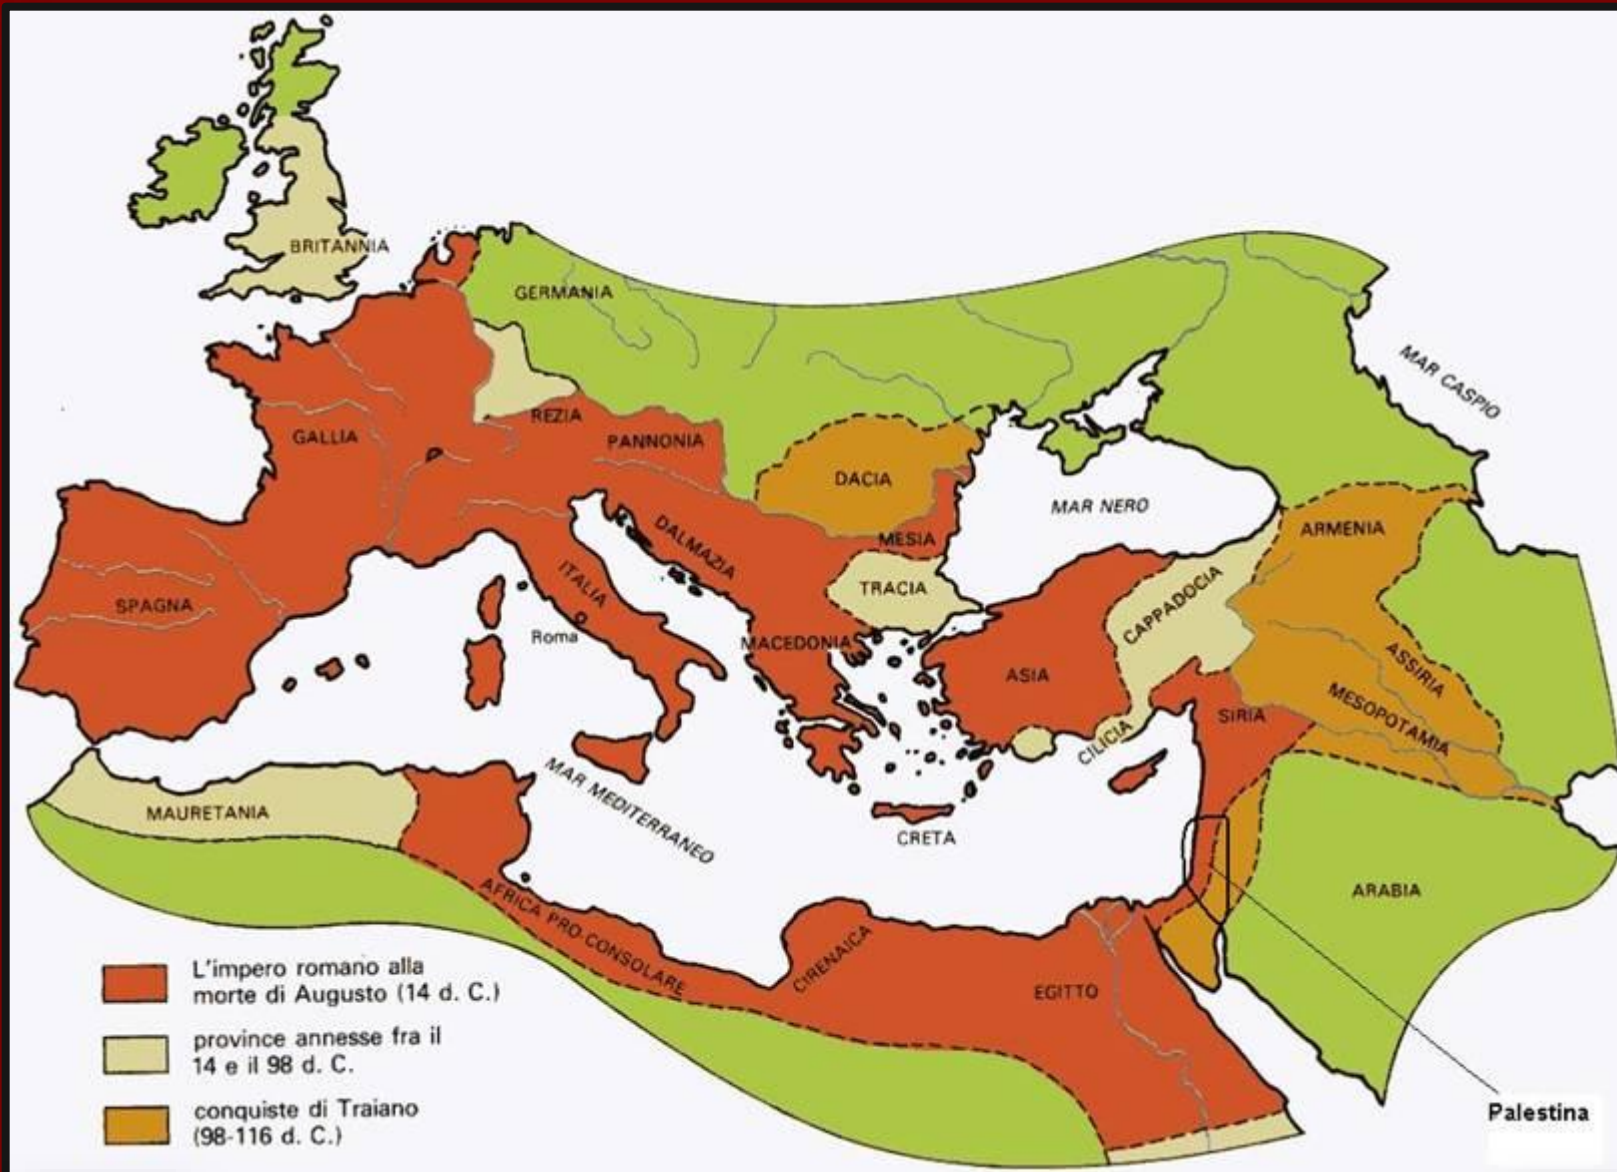 BRITANNIA
GERMANIA
MAR CASPIO
REZIA
GALLIA
PANNONIA
DACIA
MAR NERO
ARMENIA
MESIA
DALMAZIA
ITALIA
TRACIA
CAPPADOCIA
SPAGNA
Roma
MACEDONIA
ASIA
ASSIRIA
MESOPOTAMIA
SIRIA
CILICIA
MAR MEDITERRANEO
MAURETANIA
CRETA
ARABIA
AFRICA PRO-CONSOLARE
CIRENAICA
EGITTO
L'impero romano alla
morte di Augusto (14 d. C.)
province annesse fra il
14 e il 98 d. C.
conquiste di Traiano
(98-116 d. C.)
Palestina